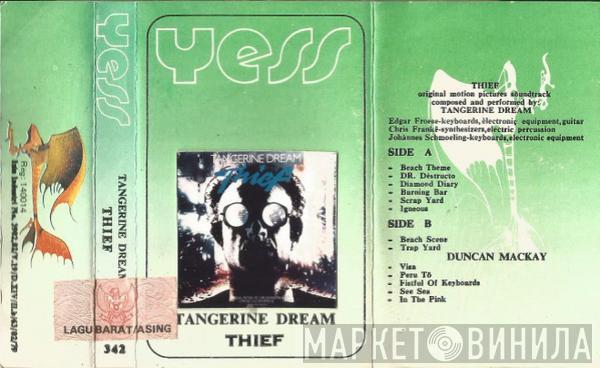 Reg: 140014
Yess
TANGERINE DREAM
THIEF
LAGU BARAT/ASING
342
Yess
TANGERINE DREAM
Thief
TANGERINE DREAM
THIEF
THIEF
original motion pictures soundtrack
composed and performed by:
TANGERINE DREAM
Edgar Froese-keyboards, electronic equipment,guitar
Chris Franke-synthesizers,electric percussion
Johannes Schmoeling-keyboards,electronic equipment
SIDE A
- Beach Theme
- DR. Destructo
- Diamond Diary
- Burning Bar
- Scrap Yard
- Igneous
SIDE B
- Beach Scene
- Trap Yard
DUNCAN MACKAY
- Visa
- Peru Tō
- Fistful Of Keyboards
- See Sea
- In The Pink
МАРКЕТ ВИНИЛА